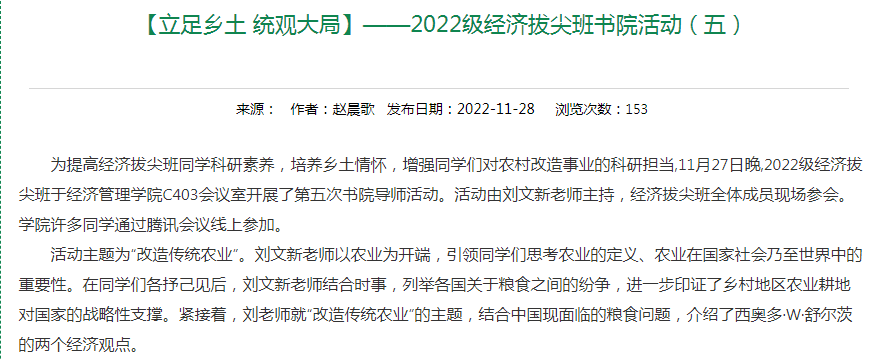 【立足乡土 统观大局】——2022级经济拔尖班书院活动（五）
来源： 作者：赵晨歌 发布日期：2022-11-28 浏览次数：153
为提高经济拔尖班同学科研素养，培养乡土情怀，增强同学们对农村改造事业的科研担当,11月27日晚,2022级经济拔
尖班于经济管理学院C403会议室开展了第五次书院导师活动。活动由刘文新老师主持，经济拔尖班全体成员现场参会。
学院许多同学通过腾讯会议线上参加。
活动主题为“改造传统农业”。刘文新老师以农业为开端，引领同学们思考农业的定义、农业在国家社会乃至世界中的
重要性。在同学们各抒己见后，刘文新老师结合时事，列举各国关于粮食之间的纷争，进一步印证了乡村地区农业耕地
对国家的战略性支撑。紧接着，刘老师就“改造传统农业”的主题，结合中国现面临的粮食问题，介绍了西奥多·W·舒尔茨
的两个经济观点。